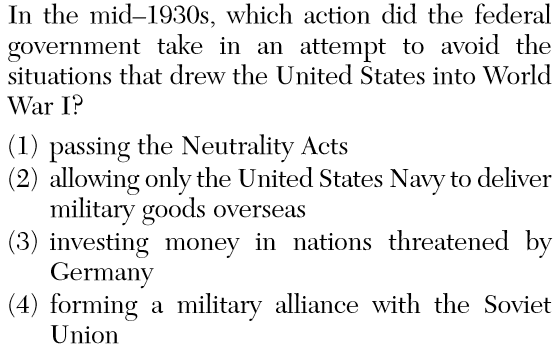 In the mid–1930s, which action did the federal
government take in an attempt to avoid the
situations that drew the United States into World
War I?
(1) passing the Neutrality Acts
(2) allowing only the United States Navy to deliver
military goods overseas
(3) investing money in nations threatened by
Germany
(4) forming a military alliance with the Soviet
Union